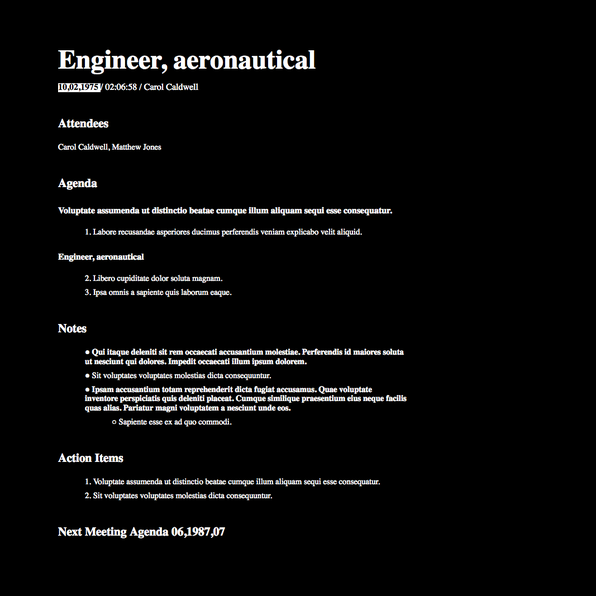 Engineer, aeronautical
10.02.1975 / 02:06:58 / Carol Caldwell
Attendees
Carol Caldwell, Matthew Jones
Agenda
Voluptate assumenda ut distinctio beatae cumque illum aliquam sequi esse consequatur.
1. Labore recusandae asperiores ducimus perferendis veniam explicabo velit aliquid.
Engineer, aeronautical
2. Libero cupiditate dolor soluta magnam.
3. Ipsa omnis a sapiente quis laborum eaque.
Notes
● Qui itaque deleniti sit rem occaecati accusantium molestiae. Perferendis id maiores soluta
ut nesciunt qui dolores. Impedit occaecati illum ipsum dolorem.
● Sit voluptates voluptates molestias dicta consequuntur.
● Ipsam accusantium totam reprehenderit dicta fugiat accusamus. Quae voluptate
inventore perspiciatis quis deleniti placeat. Cumque similique praesentium eius neque facilis
quas alias. Pariatur magni voluptatem a nesciunt unde eos.
○ Sapiente esse ex ad quo commodi.
Action Items
1. Voluptate assumenda ut distinctio beatae cumque illum aliquam sequi esse consequatur.
2. Sit voluptates voluptates molestias dicta consequuntur.
Next Meeting Agenda 06,1987,07